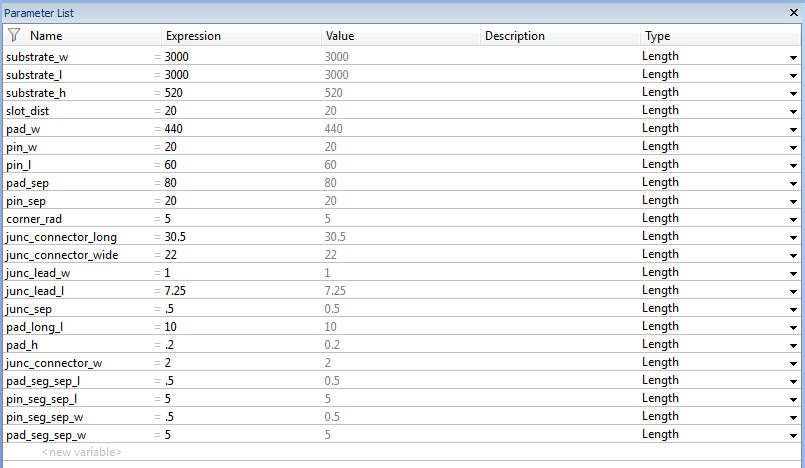 Parameter List
Name Expression Value Description Type
substrate_w = 3000 3000 Length
substrate_l = 3000 3000 Length
substrate_h = 520 520 Length
slot_dist = 20 20 Length
pad_w = 440 440 Length
pin_w = 20 20 Length
pin_l = 60 60 Length
pad_sep = 80 80 Length
pin_sep = 20 20 Length
corner_rad = 5 5 Length
junc_connector_long = 30.5 30.5 Length
junc_connector_wide = 22 22 Length
junc_lead_w = 1 1 Length
junc_lead_l = 7.25 7.25 Length
junc_sep = .5 0.5 Length
pad_long_l = 10 10 Length
pad_h = .2 0.2 Length
junc_connector_w = 2 2 Length
pad_seg_sep_l = .5 0.5 Length
pin_seg_sep_l = 5 5 Length
pin_seg_sep_w = .5 0.5 Length
pad_seg_sep_w = 5 5 Length
<new variable>